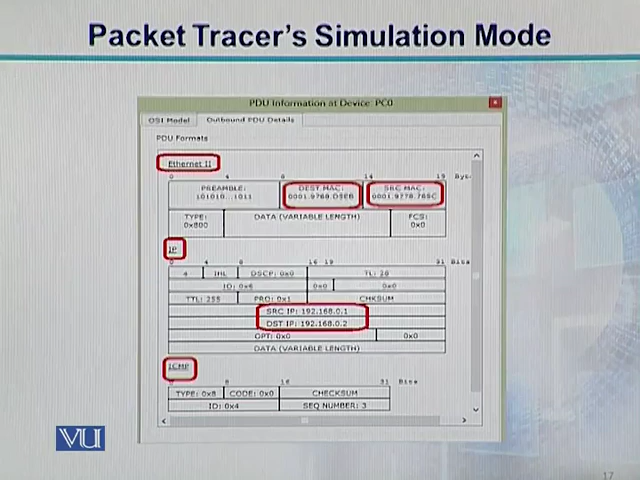 Packet Tracer's Simulation Mode
PDU Information at Device: PC0
OSI Model Outbound PDU Details
PDU Formats
Ethernet II
0 4 8 14 19 Byt
PREAMBLE: 101010...1011 DEST MAC: 0001.9768.D3EB SRC MAC: 0001.9778.765C
TYPE: 0x800 DATA (VARIABLE LENGTH) FCS: 0x0
IP
0 4 8 16 19 31 Bits
4 IHL DSCP: 0x0 TL: 28
ID: 0x6 0x0 0x0
TTL: 255 PRO: 0x1 CHKSUM
SRC IP: 192.168.0.1
DST IP: 192.168.0.2
OPT: 0x0 0x0
DATA (VARIABLE LENGTH)
ICMP
0 8 16 31 Bits
TYPE: 0x8 CODE: 0x0 CHECKSUM
ID: 0x4 SEQ NUMBER: 3
VU
17